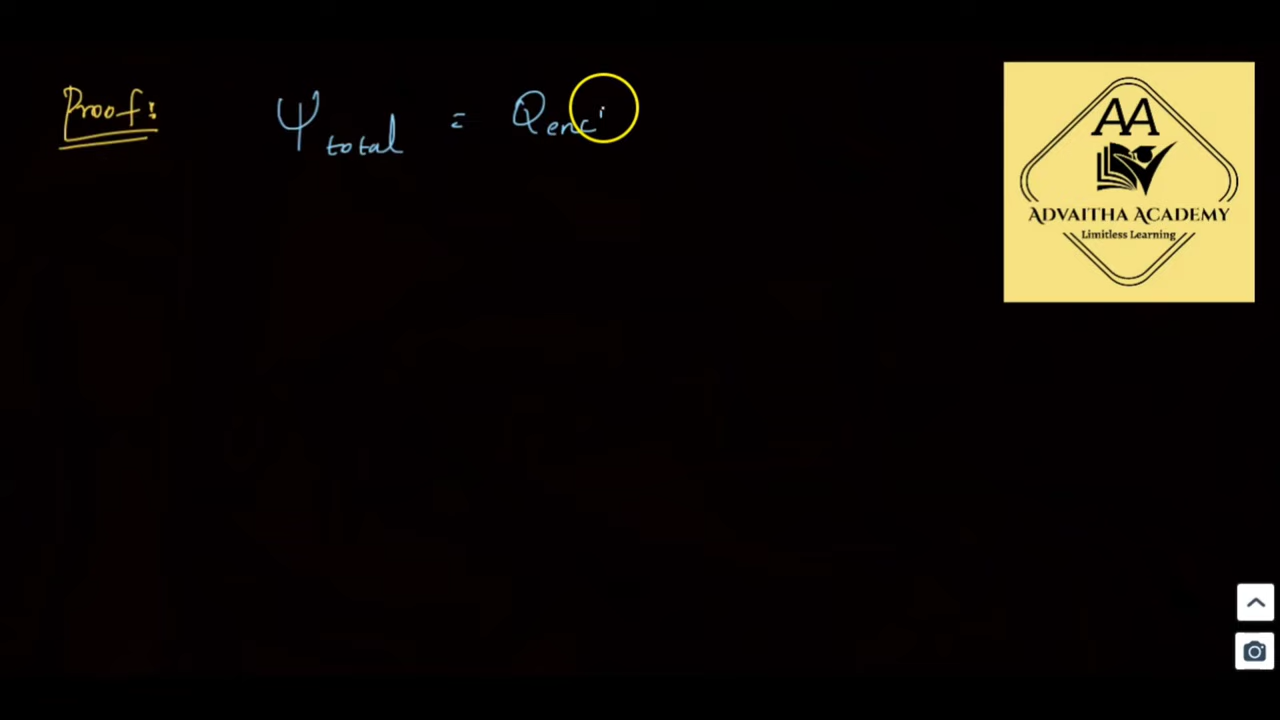 Proof: Ψtotal = Qenc
AA
ADVAITHA ACADEMY
Limitless Learning